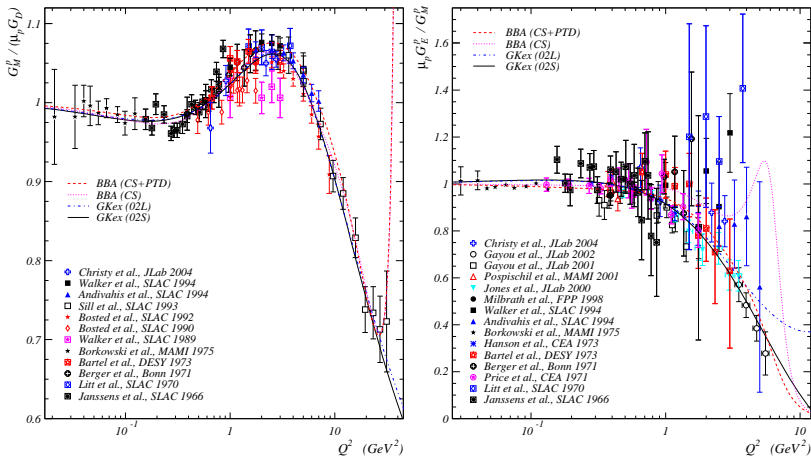 G_M^p / (μ_p G_D)
1.1
1
0.9
0.8
0.7
0.6
BBA (CS+PTD)
BBA (CS)
GKex (02L)
GKex (02S)
Christy et al., JLab 2004
Walker et al., SLAC 1994
Andivahis et al., SLAC 1994
Sill et al., SLAC 1993
Bosted et al., SLAC 1992
Bosted et al., SLAC 1990
Walker et al., SLAC 1989
Borkowski et al., MAMI 1975
Bartel et al., DESY 1973
Berger et al., Bonn 1971
Litt et al., SLAC 1970
Janssens et al., SLAC 1966
10^-1
1
10
Q^2 (GeV^2)
μ_p G_E^p / G_M^p
1.6
1.4
1.2
1
0.8
0.6
0.4
0.2
0
BBA (CS+PTD)
BBA (CS)
GKex (02L)
GKex (02S)
Christy et al., JLab 2004
Gayou et al., JLab 2002
Gayou et al., JLab 2001
Pospischil et al., MAMI 2001
Jones et al., JLab 2000
Milbrath et al., FPP 1998
Walker et al., SLAC 1994
Andivahis et al., SLAC 1994
Borkowski et al., MAMI 1975
Hanson et al., CEA 1973
Bartel et al., DESY 1973
Berger et al., Bonn 1971
Price et al., CEA 1971
Litt et al., SLAC 1970
Janssens et al., SLAC 1966
10^-1
1
10
Q^2 (GeV^2)